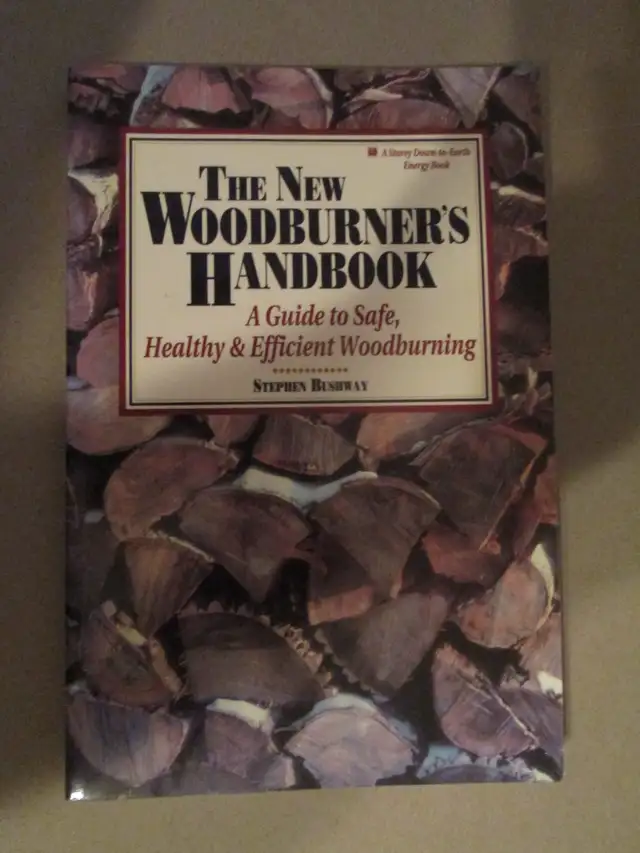 A Storey Down-to-Earth
Energy Book
THE NEW
WOODBURNER'S
HANDBOOK
A Guide to Safe,
Healthy & Efficient Woodburning
STEPHEN BUSHWAY